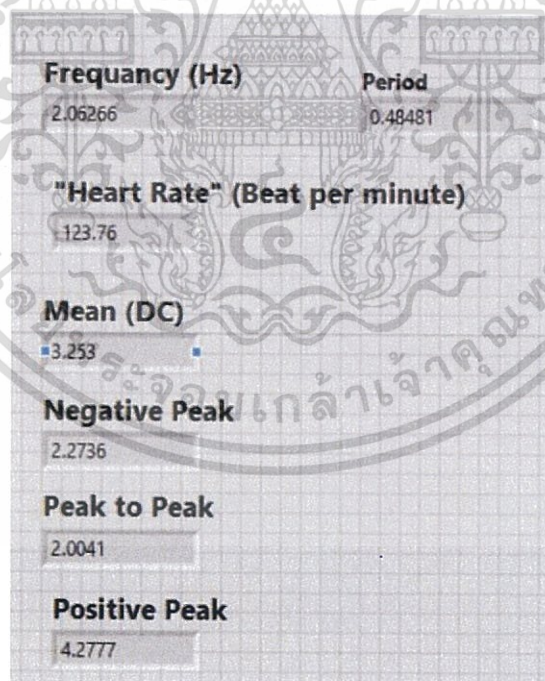 Frequancy (Hz) Period
2.06266 0.48481
"Heart Rate" (Beat per minute)
123.76
Mean (DC)
3.253
Negative Peak
2.2736
Peak to Peak
2.0041
Positive Peak
4.2777